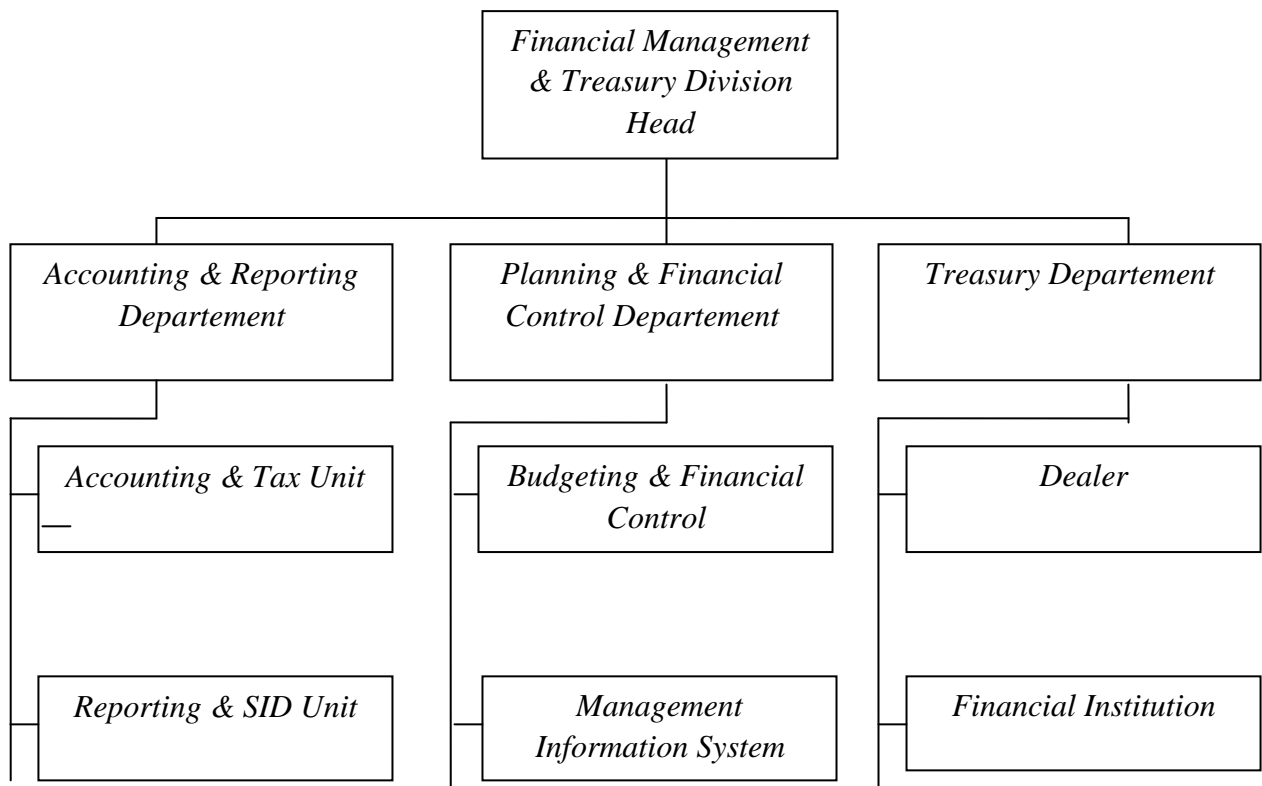 Financial Management
& Treasury Division
Head
Accounting & Reporting
Departement
Planning & Financial
Control Departement
Treasury Departement
Accounting & Tax Unit
Budgeting & Financial
Control
Dealer
Reporting & SID Unit
Management
Information System
Financial Institution